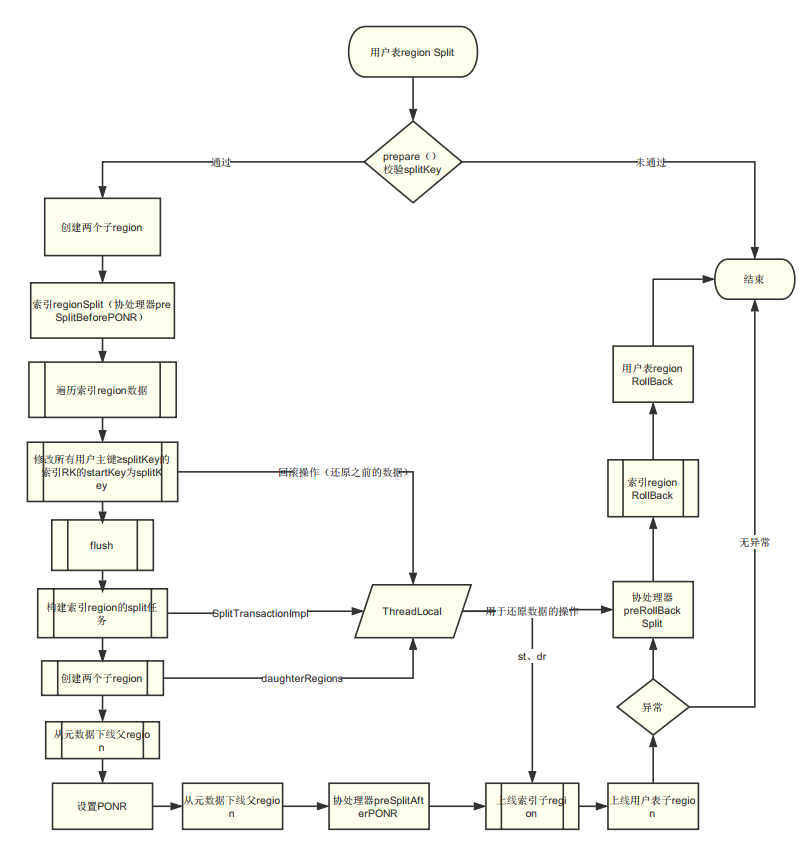 用户表region Split
prepare（）
校验splitKey
通过
未通过
创建两个子region
索引regionSplit（协处理器pre
SplitBeforePONR）
遍历索引region数据
修改所有用户主键≥splitKey的
索引RK的startKey为splitK
ey
回滚操作（还原之前的数据）
flush
构建索引region的split任
务
SplitTransactionImpl
ThreadLocal
用于还原数据的操作
创建两个子region
daughterRegions
st、dr
从元数据下线父regio
n
设置PONR
从元数据下线父regio
n
协处理器preSplitAft
erPONR
上线索引子regi
on
上线用户表子regio
n
异常
无异常
协处理器
preRollBack
Split
索引region
RollBack
用户表region
RollBack
结束